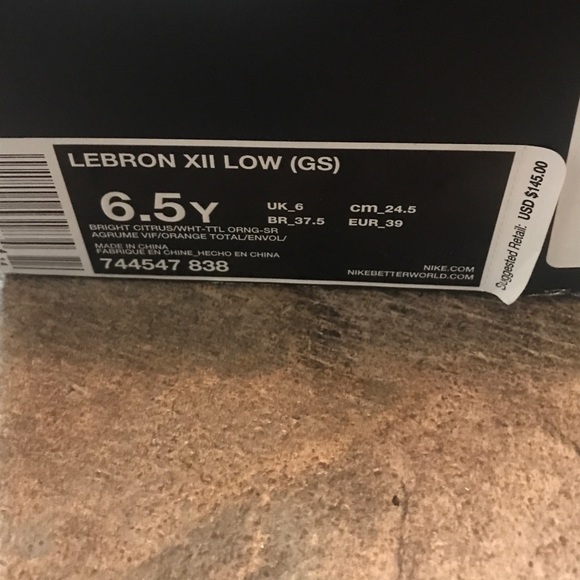 LEBRON XII LOW (GS)
6.5Y
UK_6
cm_24.5
BR_37.5
EUR_39
BRIGHT CITRUS/WHT-TTL ORNG-SR
AGRUME VIF/ORANGE TOTAL/ENVOL/
MADE IN CHINA
FABRIQUÉ EN CHINE_HECHO EN CHINA
744547 838
NIKE.COM
NIKEBETTERWORLD.COM
Suggested Retail: USD $145.00